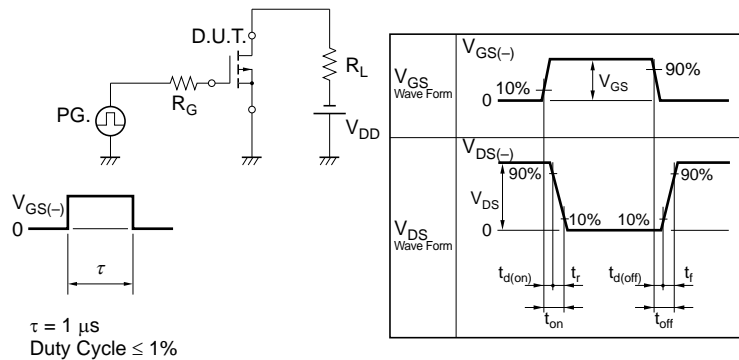 D.U.T.
R_L
R_G
PG.
V_DD
V_GS(–)
0
τ
τ = 1 μs
Duty Cycle ≤ 1%
V_GS
Wave Form
V_GS(–)
10%
V_GS
90%
0
V_DS
Wave Form
V_DS(–)
90%
90%
V_DS
10%
10%
0
t_d(on)
t_r
t_d(off)
t_f
t_on
t_off